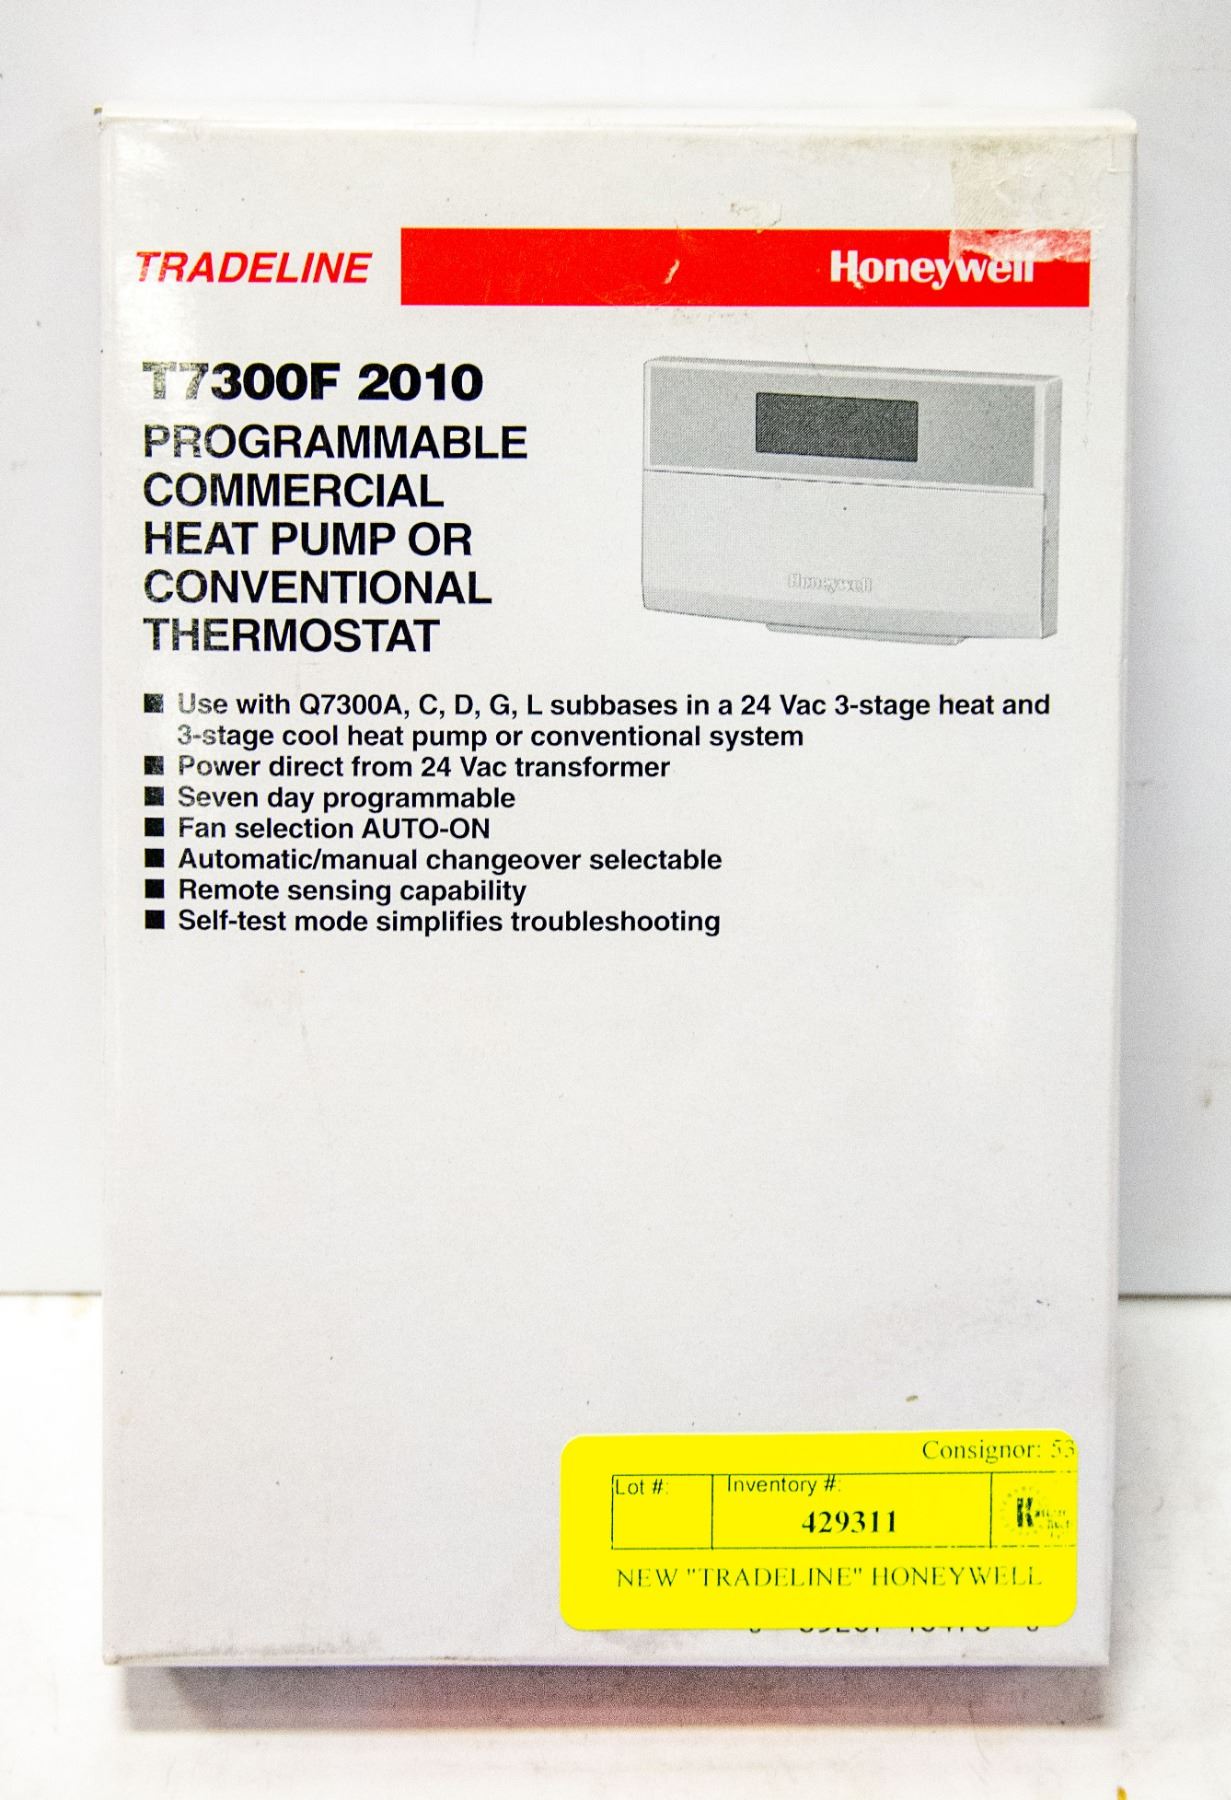 TRADELINE
Honeywell
T7300F 2010
PROGRAMMABLE
COMMERCIAL
HEAT PUMP OR
CONVENTIONAL
THERMOSTAT
Honeywell
■ Use with Q7300A, C, D, G, L subbases in a 24 Vac 3-stage heat and
3-stage cool heat pump or conventional system
■ Power direct from 24 Vac transformer
■ Seven day programmable
■ Fan selection AUTO-ON
■ Automatic/manual changeover selectable
■ Remote sensing capability
■ Self-test mode simplifies troubleshooting
Consignor: 53
Lot #:
Inventory #:
429311
NEW "TRADELINE" HONEYWELL